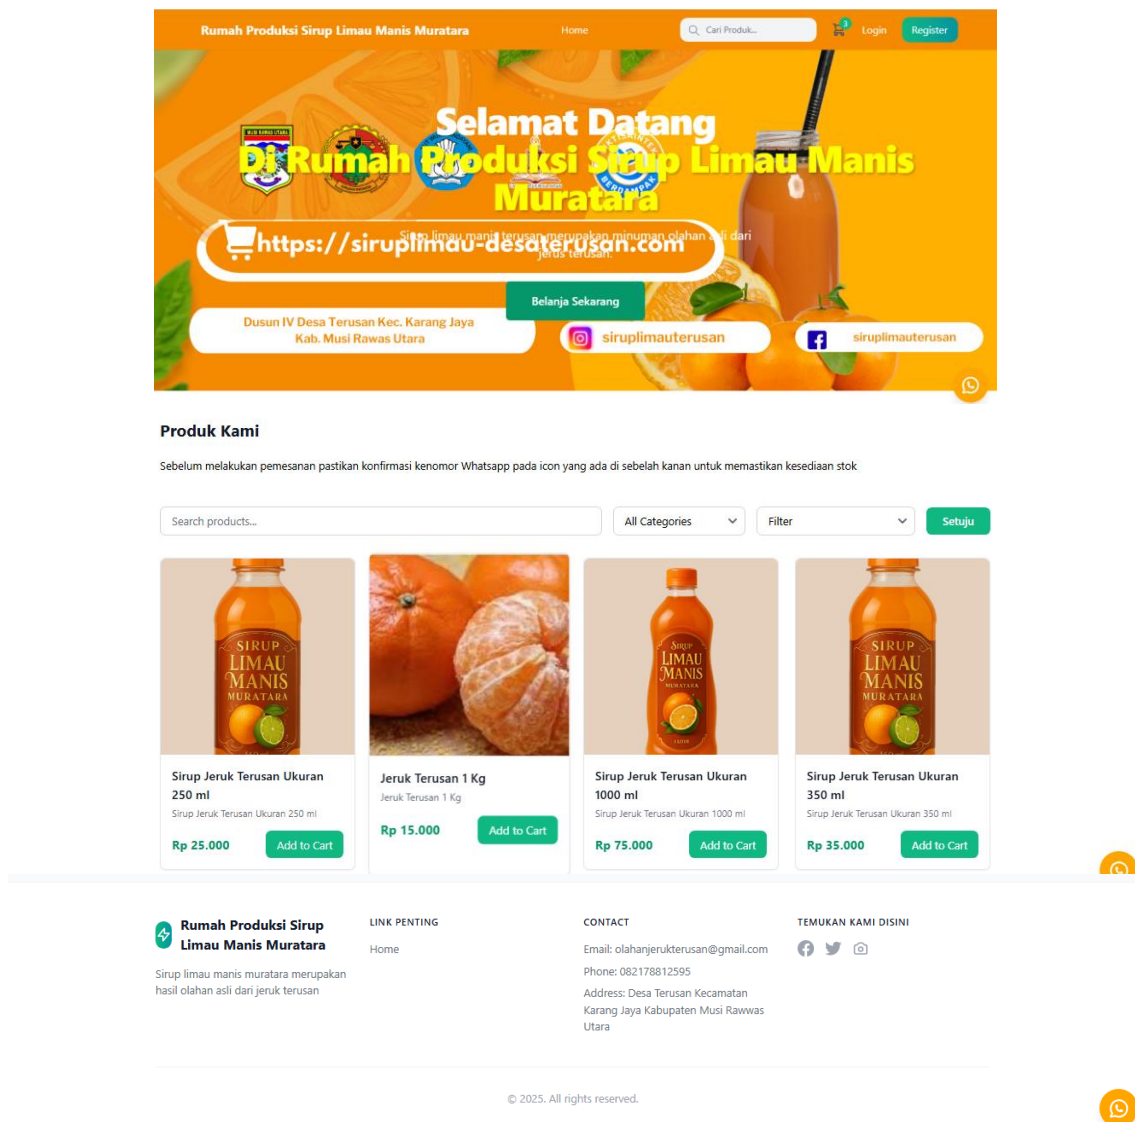 Rumah Produksi Sirup Limau Manis Muratara
Home
Cari Produk...
3
Login
Register
Selamat Datang
Di Rumah Produksi Sirup Limau Manis
Muratara
MUSI RAWAS UTARA
BERDAMPAK
Sirup limau manis terusan merupakan minuman olahan asli dari
jerus terusan.
https://siruplimau-desaterusan.com
Belanja Sekarang
Dusun IV Desa Terusan Kec. Karang Jaya
Kab. Musi Rawas Utara
siruplimauterusan
siruplimauterusan
Produk Kami
Sebelum melakukan pemesanan pastikan konfirmasi kenomor Whatsapp pada icon yang ada di sebelah kanan untuk memastikan kesediaan stok
Search products...
All Categories
Filter
Setuju
SIRUP
LIMAU
MANIS
MURATARA
SIRUP
LIMAU
MANIS
MURATARA
SIRUP
LIMAU
MANIS
MURATARA
Sirup Jeruk Terusan Ukuran
250 ml
Sirup Jeruk Terusan Ukuran 250 ml
Rp 25.000
Add to Cart
Jeruk Terusan 1 Kg
Jeruk Terusan 1 Kg
Rp 15.000
Add to Cart
Sirup Jeruk Terusan Ukuran
1000 ml
Sirup Jeruk Terusan Ukuran 1000 ml
Rp 75.000
Add to Cart
Sirup Jeruk Terusan Ukuran
350 ml
Sirup Jeruk Terusan Ukuran 350 ml
Rp 35.000
Add to Cart
Rumah Produksi Sirup
Limau Manis Muratara
Sirup limau manis muratara merupakan
hasil olahan asli dari jeruk terusan
LINK PENTING
Home
CONTACT
Email: olahanjerukterusan@gmail.com
Phone: 082178812595
Address: Desa Terusan Kecamatan
Karang Jaya Kabupaten Musi Rawwas
Utara
TEMUKAN KAMI DISINI
© 2025. All rights reserved.